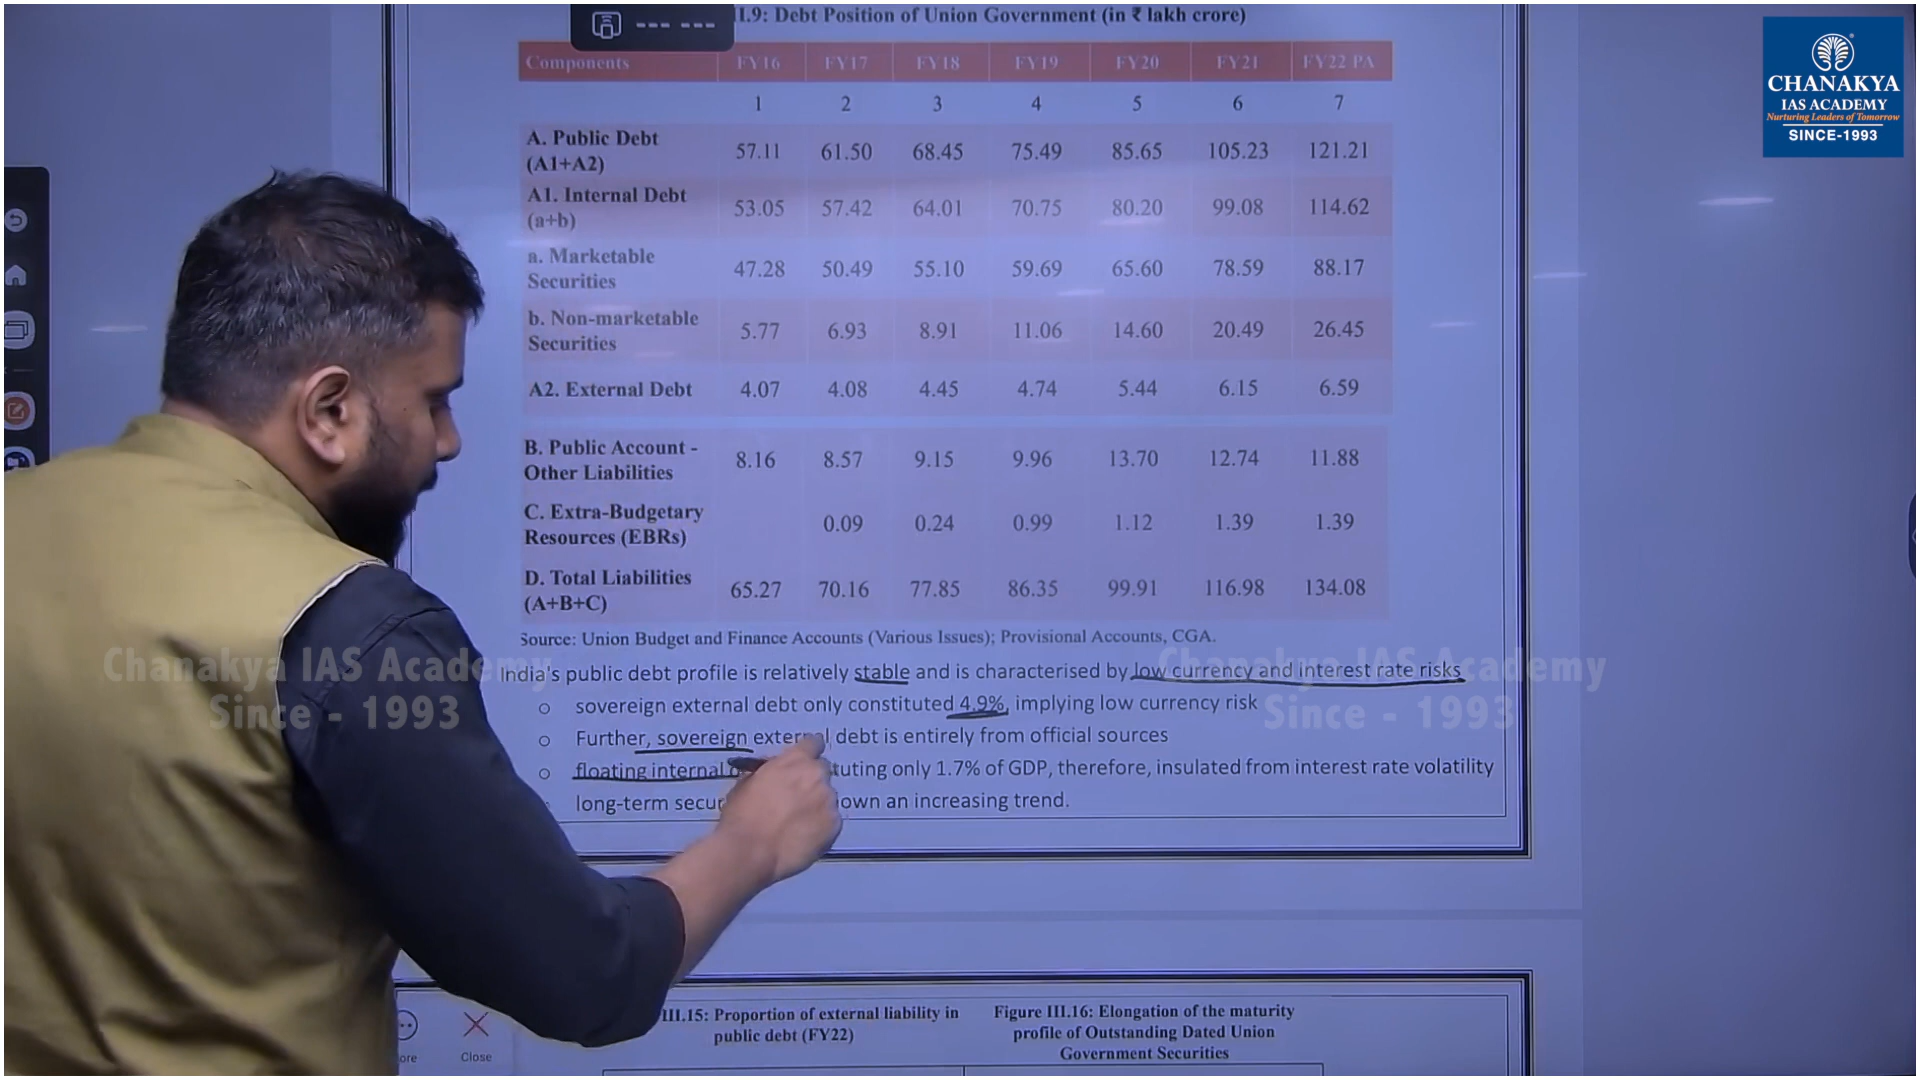 II.9: Debt Position of Union Government (in ₹ lakh crore)
Components FY16 FY17 FY18 FY19 FY20 FY21 FY22 PA
1 2 3 4 5 6 7
A. Public Debt (A1+A2) 57.11 61.50 68.45 75.49 85.65 105.23 121.21
A1. Internal Debt (a+b) 53.05 57.42 64.01 70.75 80.20 99.08 114.62
a. Marketable Securities 47.28 50.49 55.10 59.69 65.60 78.59 88.17
b. Non-marketable Securities 5.77 6.93 8.91 11.06 14.60 20.49 26.45
A2. External Debt 4.07 4.08 4.45 4.74 5.44 6.15 6.59
B. Public Account - Other Liabilities 8.16 8.57 9.15 9.96 13.70 12.74 11.88
C. Extra-Budgetary Resources (EBRs) 0.09 0.24 0.99 1.12 1.39 1.39
D. Total Liabilities (A+B+C) 65.27 70.16 77.85 86.35 99.91 116.98 134.08
Source: Union Budget and Finance Accounts (Various Issues); Provisional Accounts, CGA.
India's public debt profile is relatively stable and is characterised by low currency and interest rate risks
o sovereign external debt only constituted 4.9%, implying low currency risk
o Further, sovereign external debt is entirely from official sources
o floating internal tuting only 1.7% of GDP, therefore, insulated from interest rate volatility
long-term secur own an increasing trend.
III.15: Proportion of external liability in
public debt (FY22)
Figure III.16: Elongation of the maturity
profile of Outstanding Dated Union
Government Securities
ore Close
CHANAKYA
IAS ACADEMY
Nurturing Leaders of Tomorrow
SINCE-1993
Chanakya IAS Academy
Since - 1993
Chanakya IAS Academy
Since - 1993